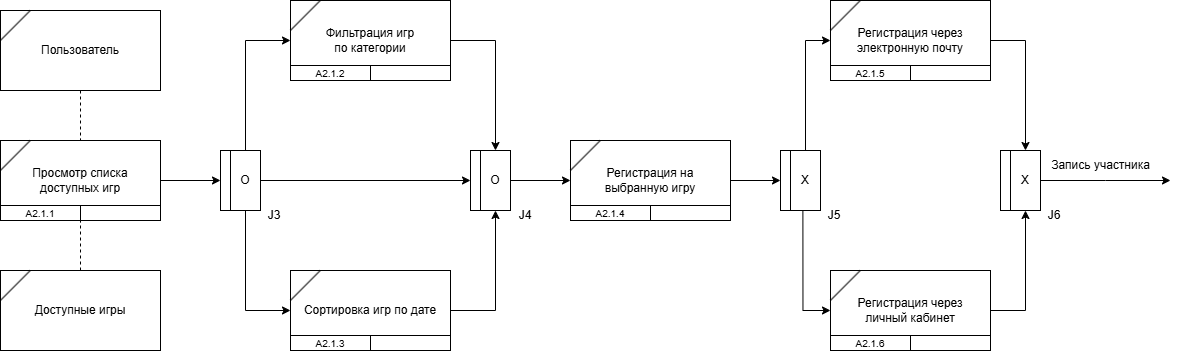 Пользователь
Просмотр списка
доступных игр
A2.1.1
Доступные игры
O
J3
Фильтрация игр
по категории
A2.1.2
Сортировка игр по дате
A2.1.3
O
J4
Регистрация на
выбранную игру
A2.1.4
X
J5
Регистрация через
электронную почту
A2.1.5
Регистрация через
личный кабинет
A2.1.6
X
J6
Запись участника